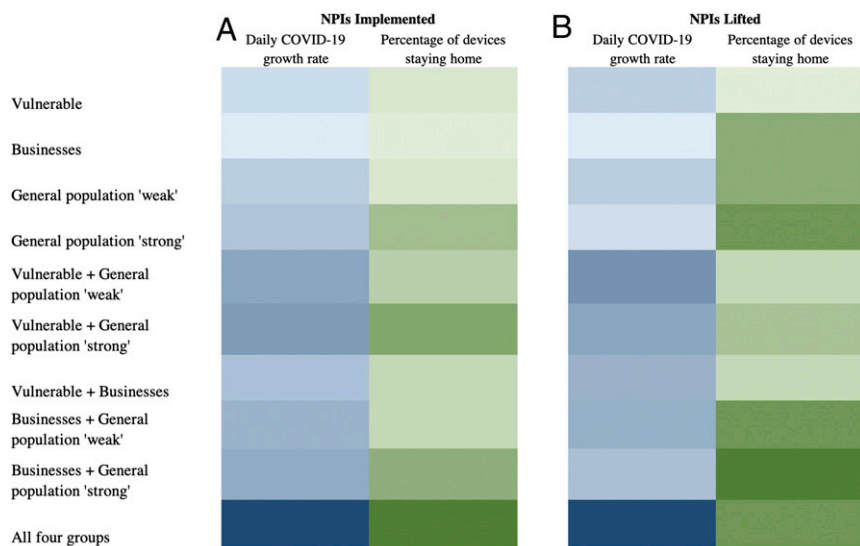 A
NPIs Implemented
Daily COVID-19
growth rate
Percentage of devices
staying home
B
NPIs Lifted
Daily COVID-19
growth rate
Percentage of devices
staying home
Vulnerable
Businesses
General population 'weak'
General population 'strong'
Vulnerable + General
population 'weak'
Vulnerable + General
population 'strong'
Vulnerable + Businesses
Businesses + General
population 'weak'
Businesses + General
population 'strong'
All four groups